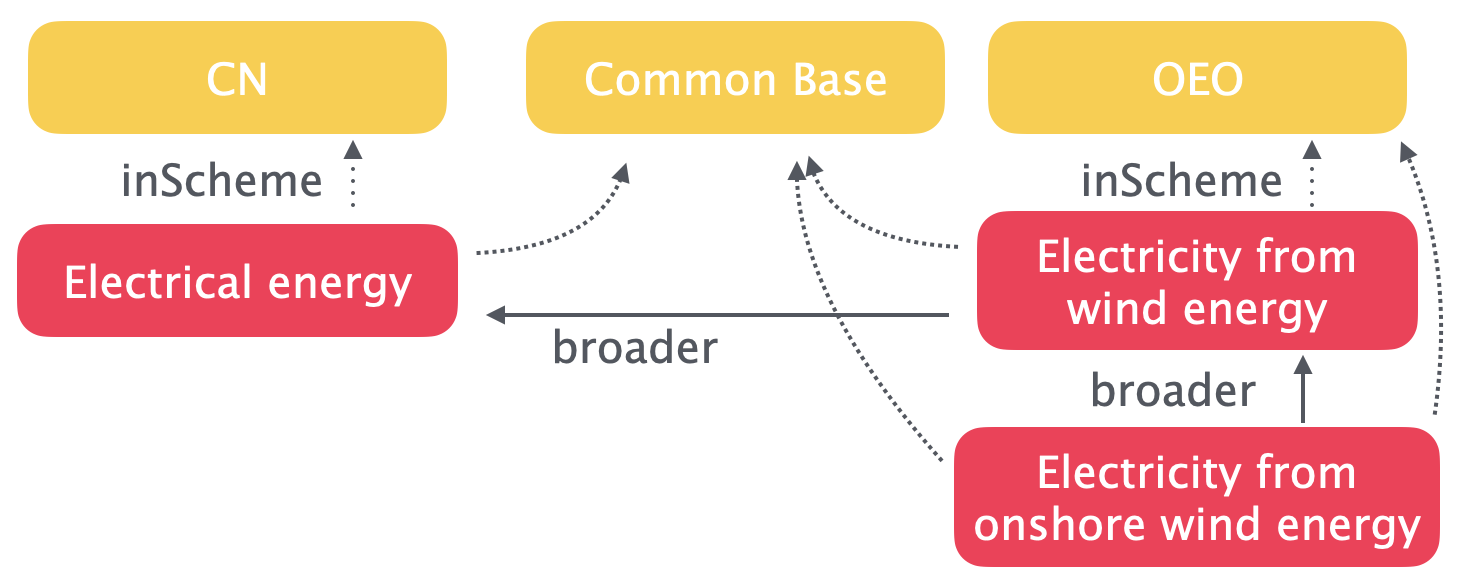 CN
Common Base
OEO
inScheme
inScheme
Electrical energy
Electricity from
wind energy
broader
broader
Electricity from
onshore wind energy